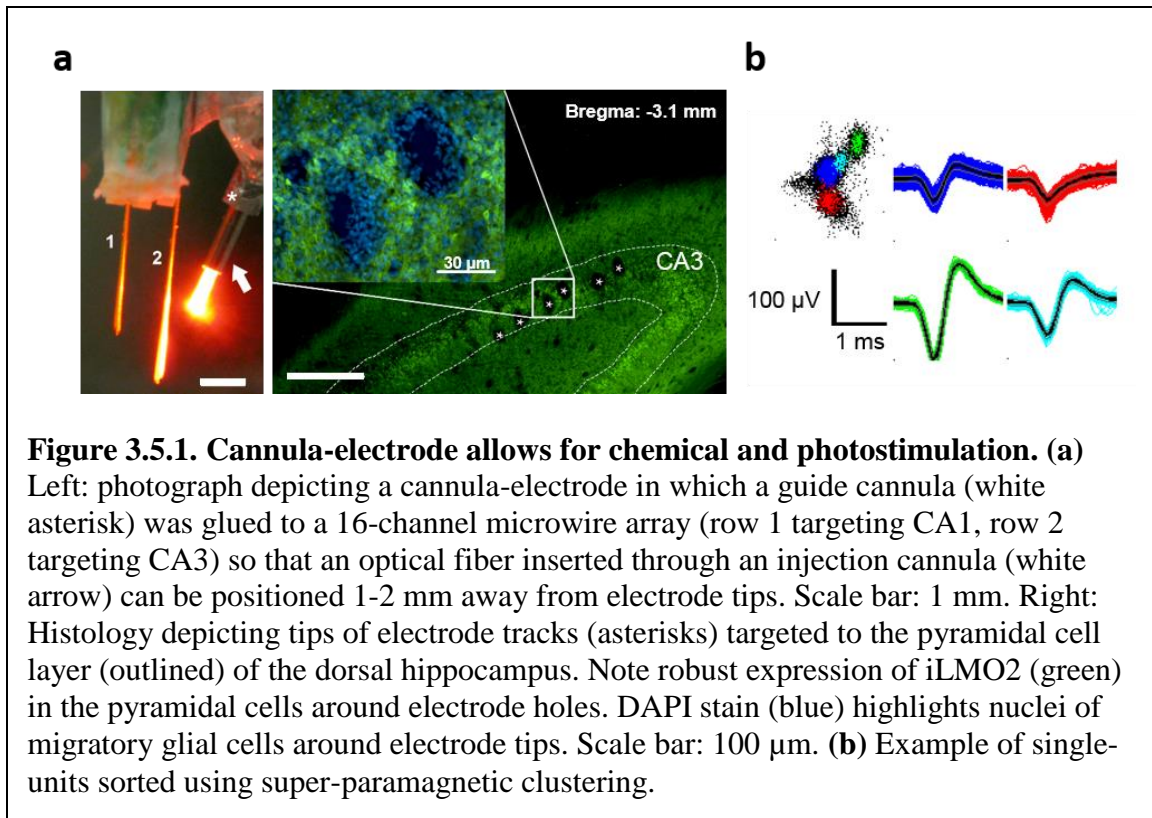 a
b
1
2
*
Bregma: -3.1 mm
30 µm
CA3
* * * * * *
100 µV
1 ms
Figure 3.5.1. Cannula-electrode allows for chemical and photostimulation. (a)
Left: photograph depicting a cannula-electrode in which a guide cannula (white
asterisk) was glued to a 16-channel microwire array (row 1 targeting CA1, row 2
targeting CA3) so that an optical fiber inserted through an injection cannula (white
arrow) can be positioned 1-2 mm away from electrode tips. Scale bar: 1 mm. Right:
Histology depicting tips of electrode tracks (asterisks) targeted to the pyramidal cell
layer (outlined) of the dorsal hippocampus. Note robust expression of iLMO2 (green)
in the pyramidal cells around electrode holes. DAPI stain (blue) highlights nuclei of
migratory glial cells around electrode tips. Scale bar: 100 µm. (b) Example of single-
units sorted using super-paramagnetic clustering.